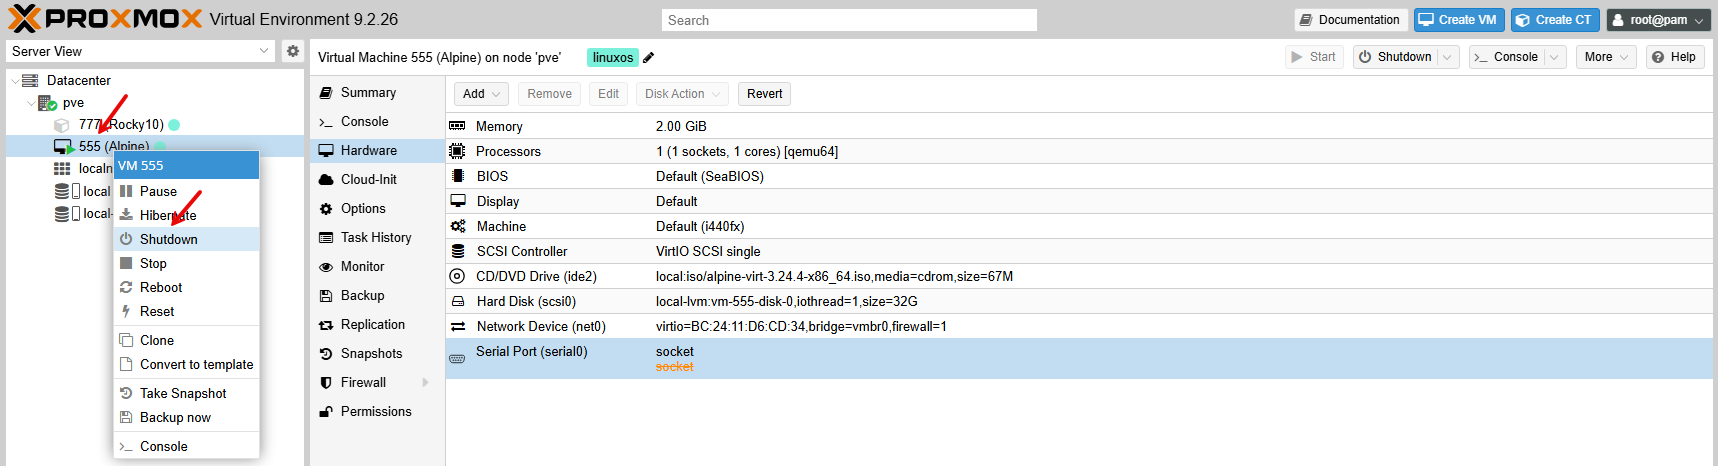 PROXMOX Virtual Environment 9.2.26
Search
Documentation
Create VM
Create CT
root@pam
Server View
Datacenter
pve
777 (Rocky10)
555 (Alpine)
localn
local
local-
VM 555
Pause
Hibernate
Shutdown
Stop
Reboot
Reset
Clone
Convert to template
Take Snapshot
Backup now
Console
Virtual Machine 555 (Alpine) on node 'pve'
linuxos
Start
Shutdown
Console
More
Help
Summary
Console
Hardware
Cloud-Init
Options
Task History
Monitor
Backup
Replication
Snapshots
Firewall
Permissions
Add
Remove
Edit
Disk Action
Revert
Memory 2.00 GiB
Processors 1 (1 sockets, 1 cores) [qemu64]
BIOS Default (SeaBIOS)
Display Default
Machine Default (i440fx)
SCSI Controller VirtIO SCSI single
CD/DVD Drive (ide2) local:iso/alpine-virt-3.24.4-x86_64.iso,media=cdrom,size=67M
Hard Disk (scsi0) local-lvm:vm-555-disk-0,iothread=1,size=32G
Network Device (net0) virtio=BC:24:11:D6:CD:34,bridge=vmbr0,firewall=1
Serial Port (serial0) socket
socket